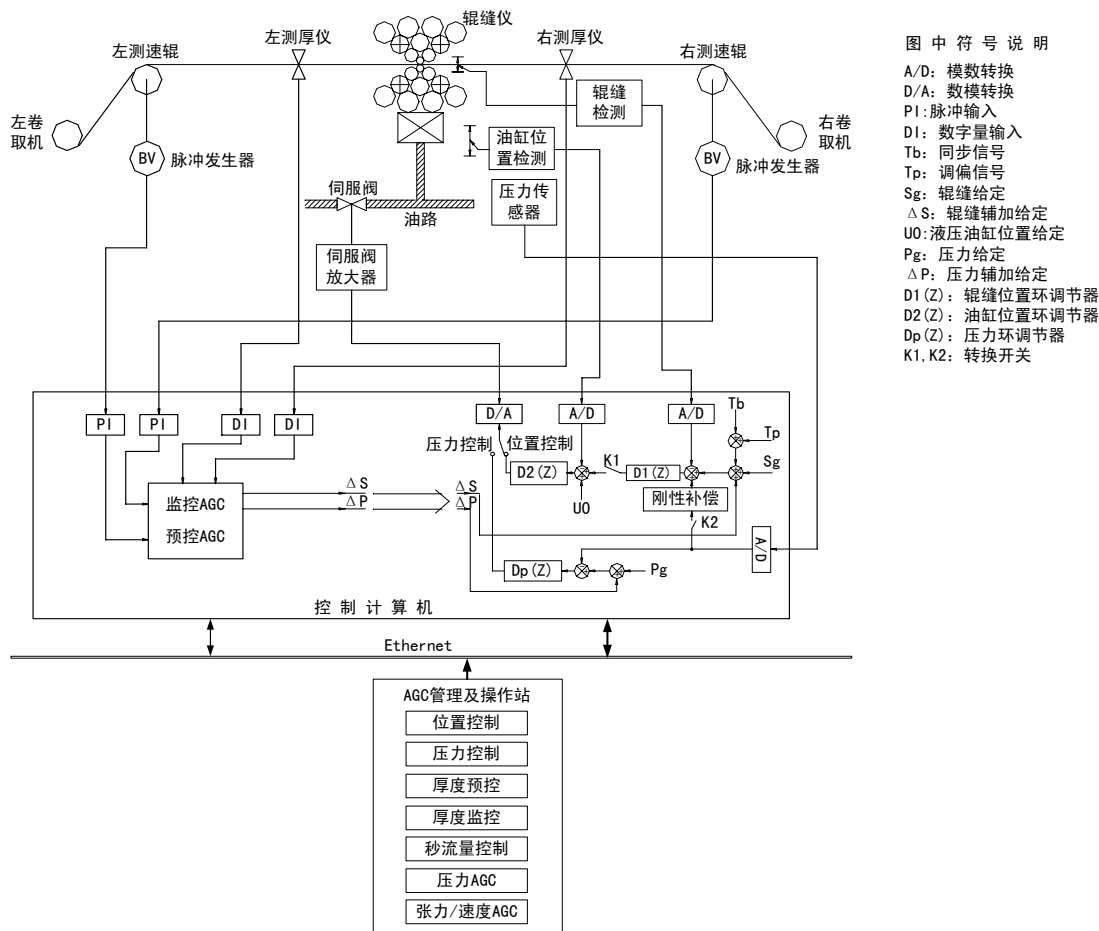 辊缝仪
左测厚仪
右测厚仪
左测速辊
右测速辊
左卷
取机
右卷
取机
辊缝
检测
油缸位
置检测
BV
脉冲发生器
BV
脉冲发生器
伺服阀
油路
压力传
感器
伺服阀
放大器
图中符号说明
A/D: 模数转换
D/A: 数模转换
PI:脉冲输入
DI: 数字量输入
Tb: 同步信号
Tp: 调偏信号
Sg: 辊缝给定
ΔS: 辊缝辅加给定
U0:液压油缸位置给定
Pg: 压力给定
ΔP: 压力辅加给定
D1(Z): 辊缝位置环调节器
D2(Z): 油缸位置环调节器
Dp(Z): 压力环调节器
K1,K2: 转换开关
PI
PI
DI
DI
D/A
A/D
A/D
Tb
Tp
Sg
压力控制
位置控制
D2(Z)
K1
D1(Z)
U0
刚性补偿
K2
A/D
监控AGC
预控AGC
ΔS
ΔP
ΔS
ΔP
Dp(Z)
Pg
控制计算机
Ethernet
AGC管理及操作站
位置控制
压力控制
厚度预控
厚度监控
秒流量控制
压力AGC
张力/速度AGC